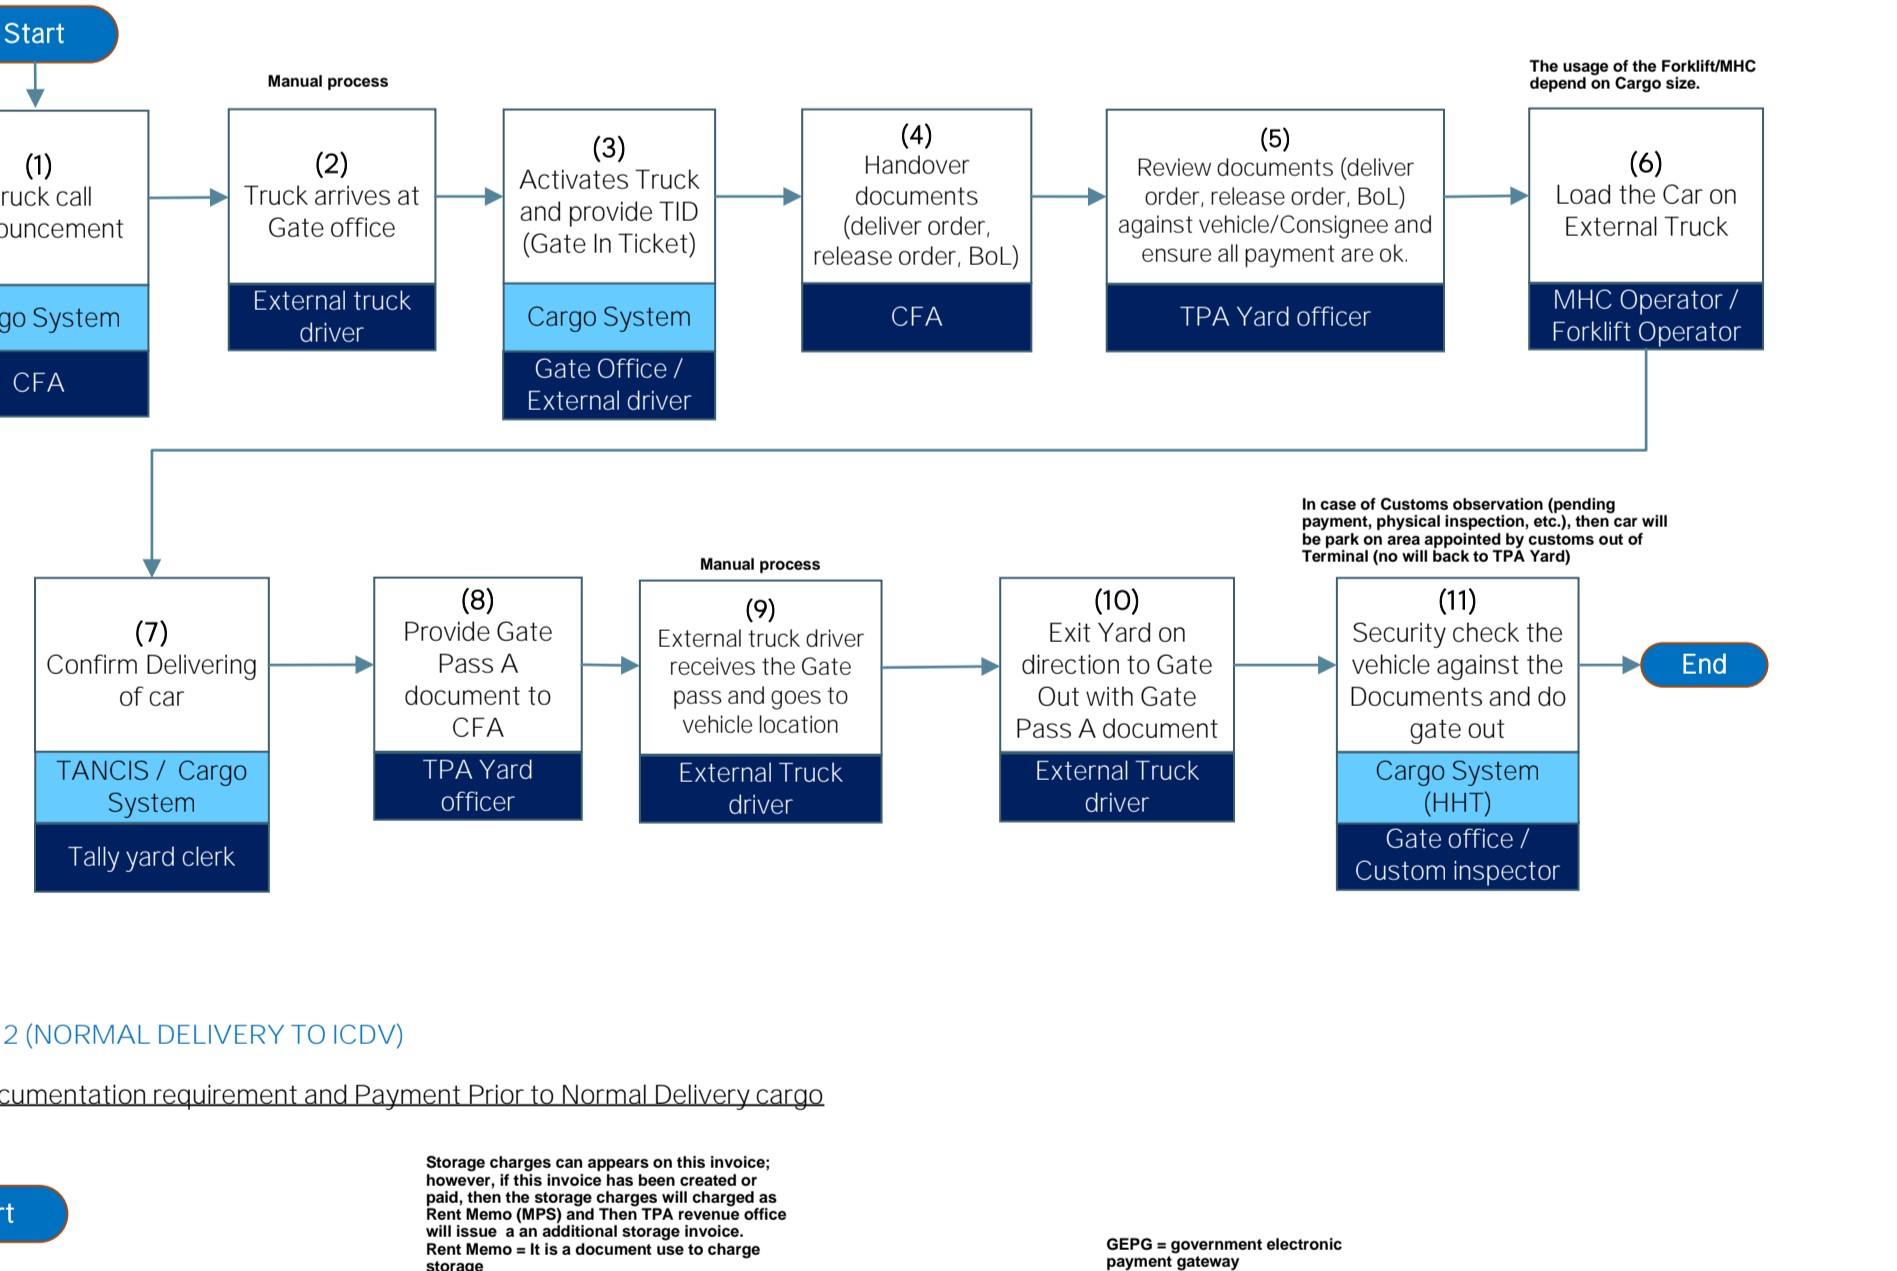 Start
Manual process
The usage of the Forklift/MHC
depend on Cargo size.
(1)
ruck call
ouncement
go System
CFA
(2)
Truck arrives at
Gate office
External truck
driver
(3)
Activates Truck
and provide TID
(Gate In Ticket)
Cargo System
Gate Office /
External driver
(4)
Handover
documents
(deliver order,
release order, BoL)
CFA
(5)
Review documents (deliver
order, release order, BoL)
against vehicle/Consignee and
ensure all payment are ok.
TPA Yard officer
(6)
Load the Car on
External Truck
MHC Operator /
Forklift Operator
In case of Customs observation (pending
payment, physical inspection, etc.), then car will
be park on area appointed by customs out of
Terminal (no will back to TPA Yard)
Manual process
(7)
Confirm Delivering
of car
TANCIS / Cargo
System
Tally yard clerk
(8)
Provide Gate
Pass A
document to
CFA
TPA Yard
officer
(9)
External truck driver
receives the Gate
pass and goes to
vehicle location
External Truck
driver
(10)
Exit Yard on
direction to Gate
Out with Gate
Pass A document
External Truck
driver
(11)
Security check the
vehicle against the
Documents and do
gate out
Cargo System
(HHT)
Gate office /
Custom inspector
End
2 (NORMAL DELIVERY TO ICDV)
cumentation requirement and Payment Prior to Normal Delivery cargo
Storage charges can appears on this invoice;
however, if this invoice has been created or
paid, then the storage charges will charged as
Rent Memo (MPS) and Then TPA revenue office
will issue a an additional storage invoice.
Rent Memo = It is a document use to charge
storage
rt
GEPG = government electronic
payment gateway